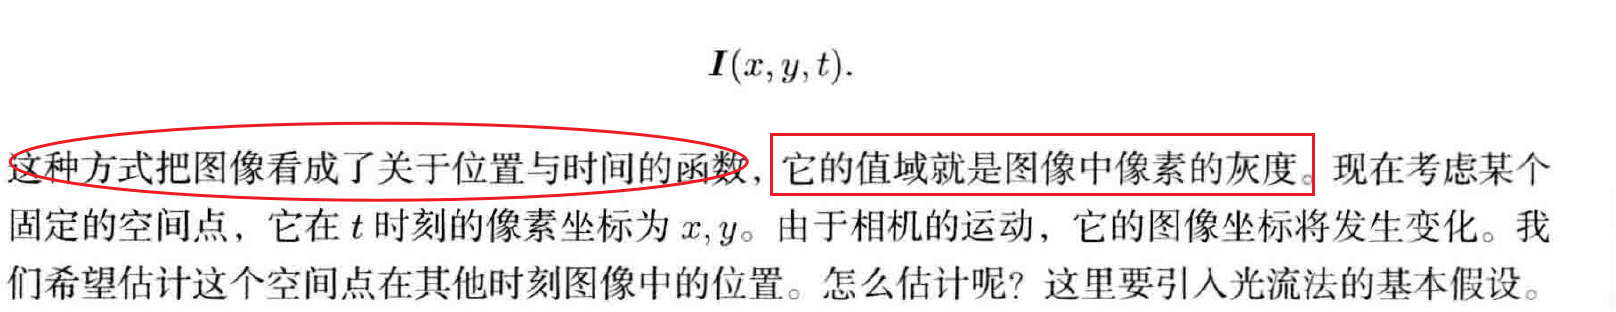 I(x, y, t).
这种方式把图像看成了关于位置与时间的函数，它的值域就是图像中像素的灰度。现在考虑某个
固定的空间点，它在 t 时刻的像素坐标为 x, y。由于相机的运动，它的图像坐标将发生变化。我
们希望估计这个空间点在其他时刻图像中的位置。怎么估计呢？这里要引入光流法的基本假设。